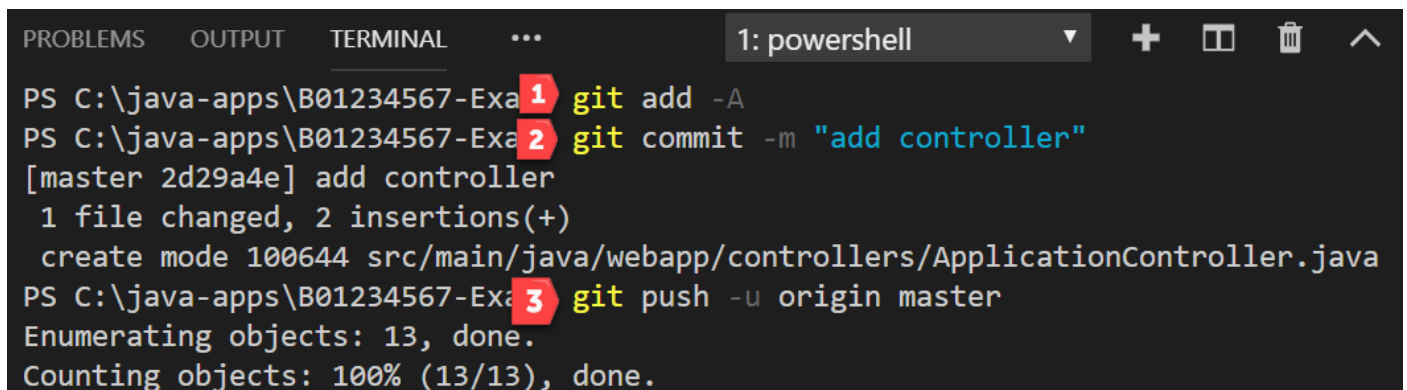 PROBLEMS OUTPUT TERMINAL ••• 1: powershell
PS C:\java-apps\B01234567-Exa 1 git add -A
PS C:\java-apps\B01234567-Exa 2 git commit -m "add controller"
[master 2d29a4e] add controller
1 file changed, 2 insertions(+)
create mode 100644 src/main/java/webapp/controllers/ApplicationController.java
PS C:\java-apps\B01234567-Exa 3 git push -u origin master
Enumerating objects: 13, done.
Counting objects: 100% (13/13), done.